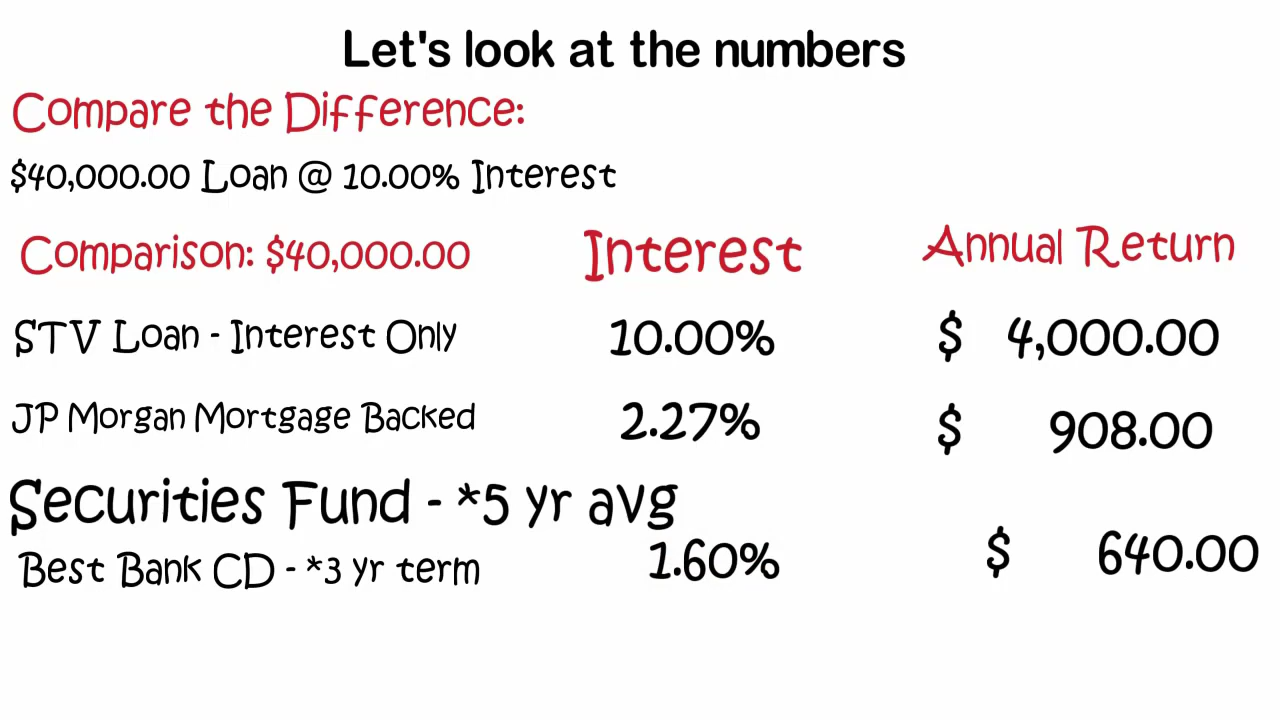 Let's look at the numbers
Compare the Difference:
$40,000.00 Loan @ 10.00% Interest
Comparison: $40,000.00 Interest Annual Return
STV Loan - Interest Only 10.00% $ 4,000.00
JP Morgan Mortgage Backed 2.27% $ 908.00
Securities Fund - *5 yr avg
Best Bank CD - *3 yr term 1.60% $ 640.00